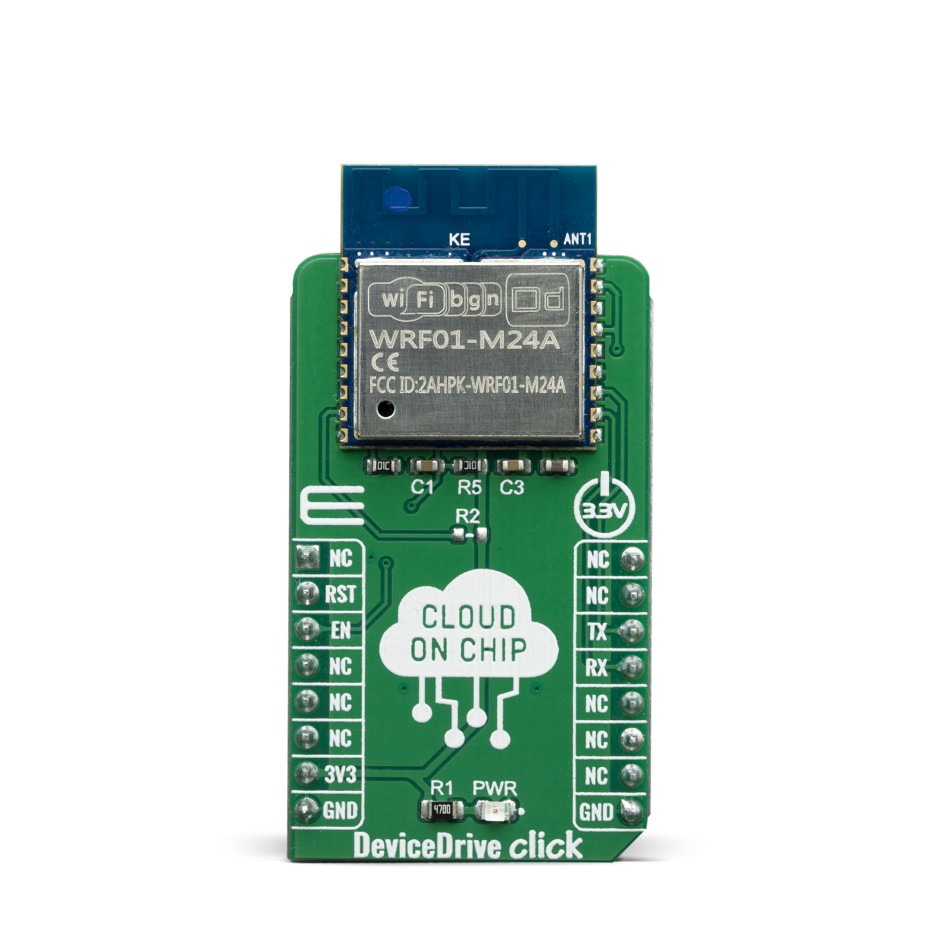 KE
ANT1
wiFi bgn
WRF01-M24A
CE
FCC ID:2AHPK-WRF01-M24A
C1 R5 C3
R2
3.3V
NC
RST
EN
NC
NC
NC
3V3
GND
NC
NC
TX
RX
NC
NC
NC
GND
CLOUD
ON CHIP
R1 PWR
4700
DeviceDrive click